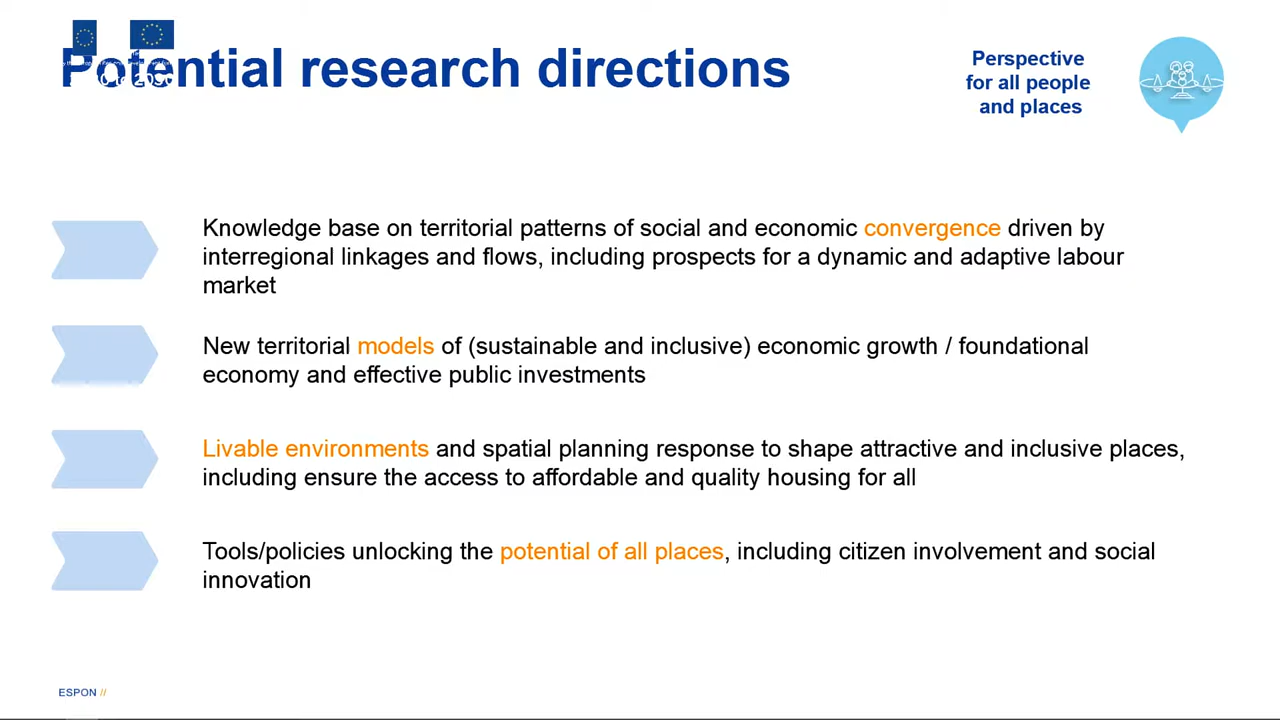 Potential research directions
Perspective
for all people
and places
Knowledge base on territorial patterns of social and economic convergence driven by
interregional linkages and flows, including prospects for a dynamic and adaptive labour
market
New territorial models of (sustainable and inclusive) economic growth / foundational
economy and effective public investments
Livable environments and spatial planning response to shape attractive and inclusive places,
including ensure the access to affordable and quality housing for all
Tools/policies unlocking the potential of all places, including citizen involvement and social
innovation
ESPON //